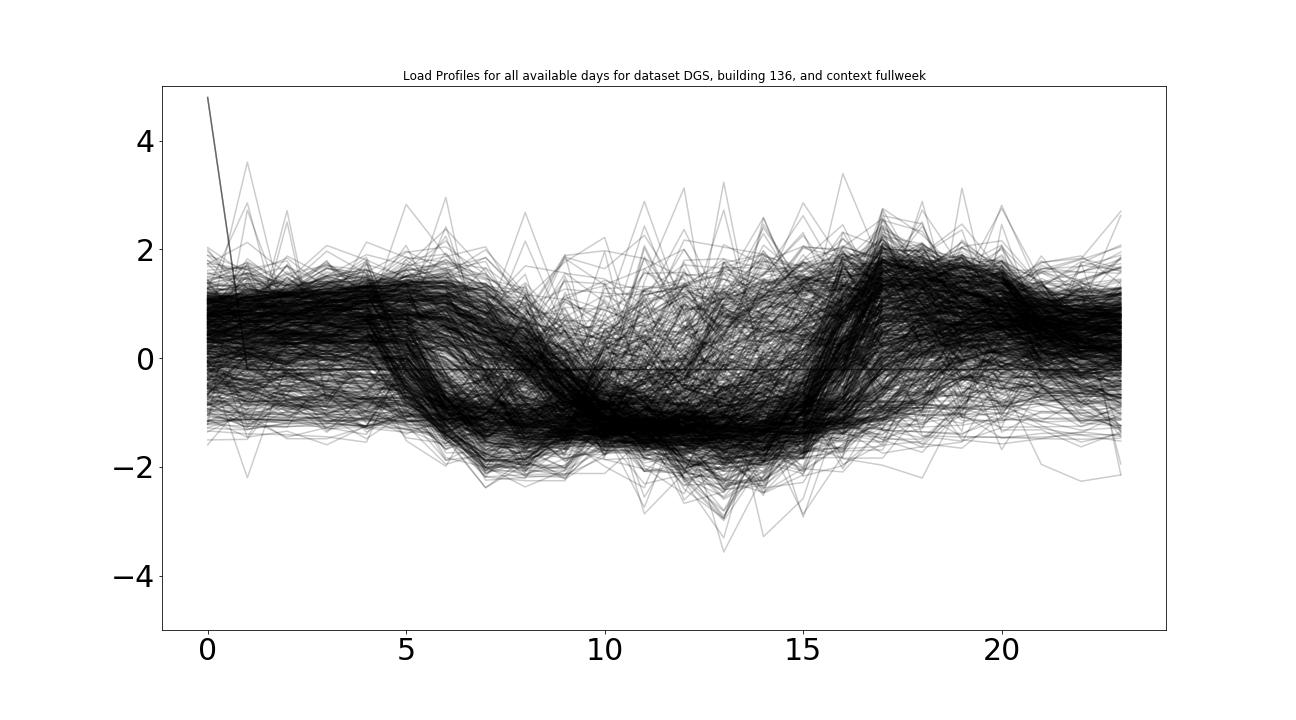 Load Profiles for all available days for dataset DGS, building 136, and context fullweek
4
2
0
−2
−4
0 5 10 15 20